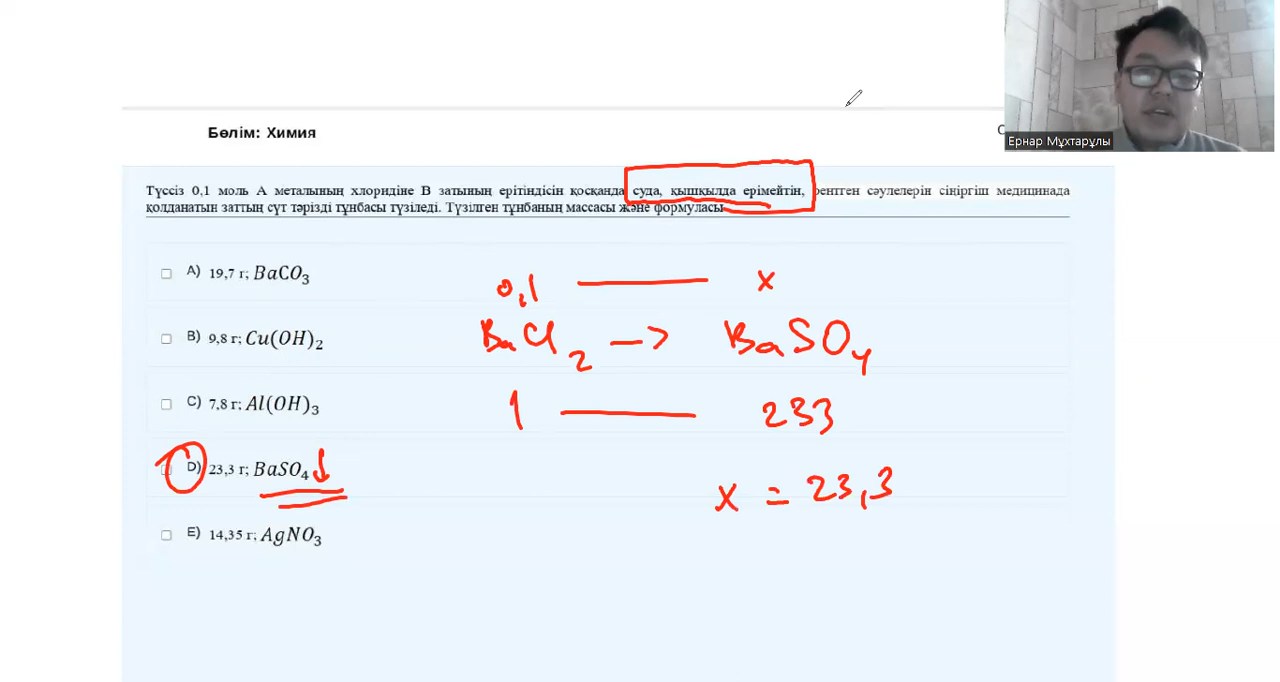 Бөлім: Химия
С
Ернар Мұхтарұлы
Түссіз 0,1 моль А металының хлоридіне В затының ерітіндісін қосқанда суда, қышқылда ерімейтін, рентген сәулелерін сіңіргіш медицинада
қолданатын заттың сүт тәрізді тұнбасы түзіледі. Түзілген тұнбаның массасы және формуласы
A) 19,7 г; BaCO₃
B) 9,8 г; Cu(OH)₂
C) 7,8 г; Al(OH)₃
D) 23,3 г; BaSO₄ ↓
E) 14,35 г; AgNO₃
0,1 — x
BaCl₂ → BaSO₄
1 — 233
x = 23,3